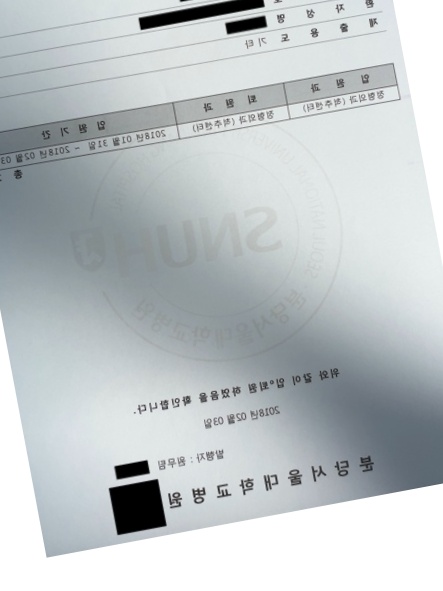 환 자 성 명
제 출 용 도 기 타
입 원 과 퇴 원 과 입 원 기 간
정형외과 (척추센터) 정형외과 (척추센터) 2018년 01월 31일 ~ 2018년 02월 03
총
SNUH
분당서울대학교병원
위와 같이 입•퇴원 하였음을 확인합니다.
2018년 02월 03일
발행자 : 원무팀
분 당 서 울 대 학 교 병 원